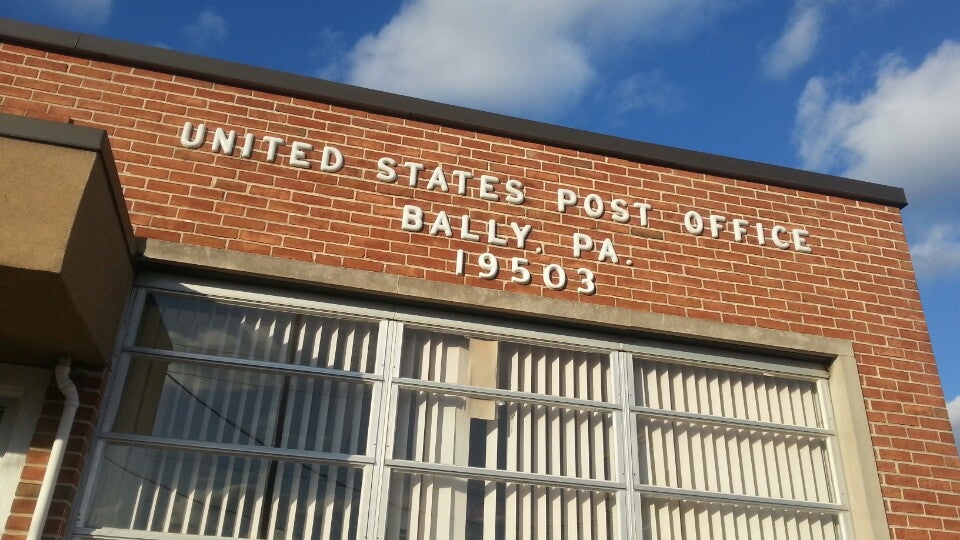 UNITED STATES POST OFFICE
BALLY, PA.
19503